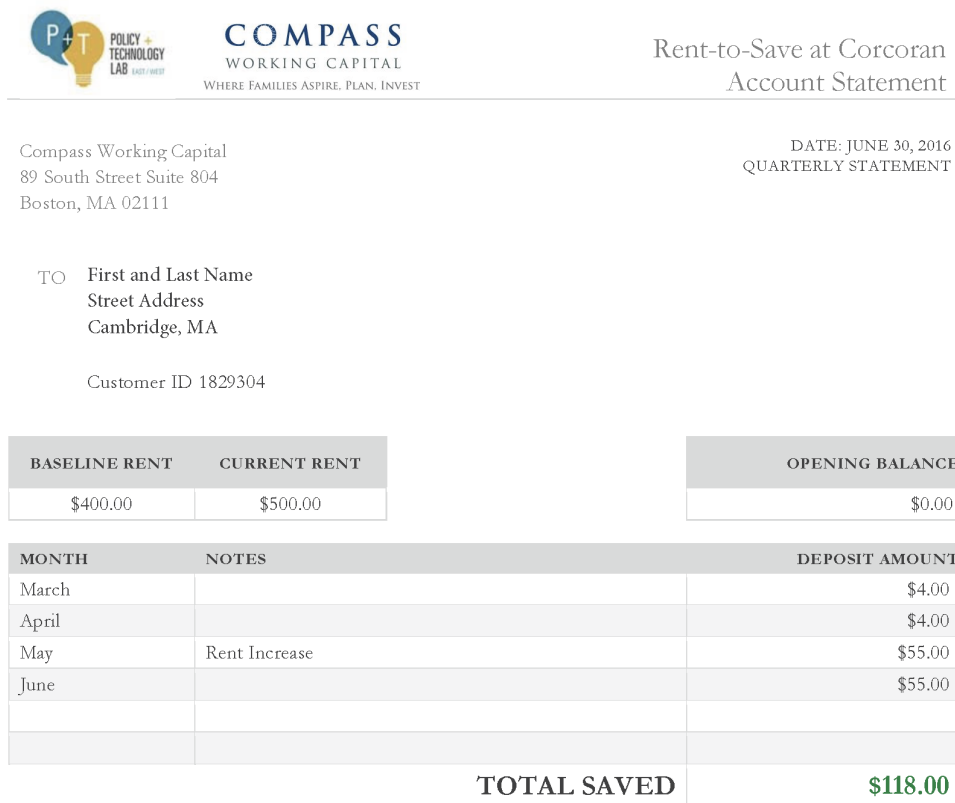 P+T
POLICY +
TECHNOLOGY
LAB EAST/WEST
COMPASS
WORKING CAPITAL
WHERE FAMILIES ASPIRE, PLAN, INVEST
Rent-to-Save at Corcoran
Account Statement
Compass Working Capital
89 South Street Suite 804
Boston, MA 02111
DATE: JUNE 30, 2016
QUARTERLY STATEMENT
TO First and Last Name
Street Address
Cambridge, MA
Customer ID 1829304
BASELINE RENT CURRENT RENT OPENING BALANCE
$400.00 $500.00 $0.00
MONTH NOTES DEPOSIT AMOUNT
March $4.00
April $4.00
May Rent Increase $55.00
June $55.00
TOTAL SAVED $118.00